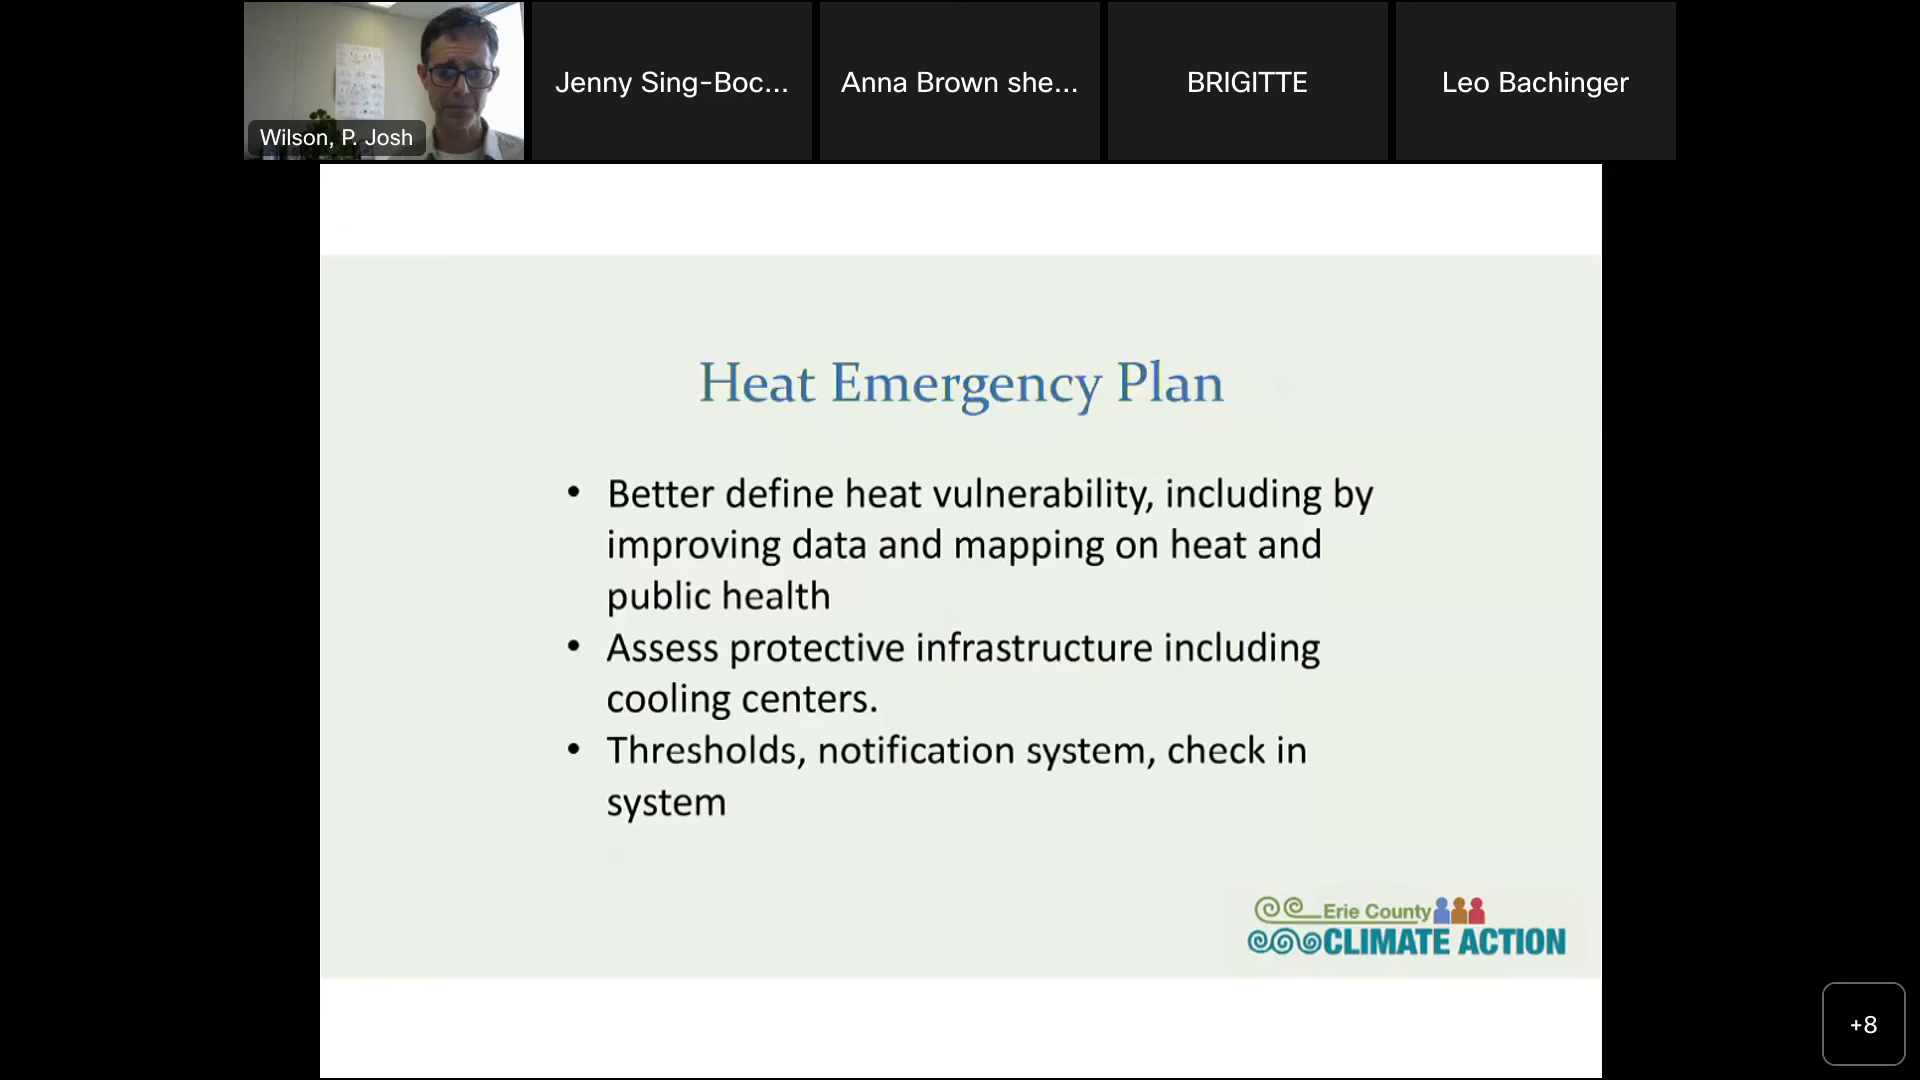 Wilson, P. Josh
Jenny Sing-Boc...
Anna Brown she...
BRIGITTE
Leo Bachinger
Heat Emergency Plan
• Better define heat vulnerability, including by
improving data and mapping on heat and
public health
• Assess protective infrastructure including
cooling centers.
• Thresholds, notification system, check in
system
Erie County
CLIMATE ACTION
+8